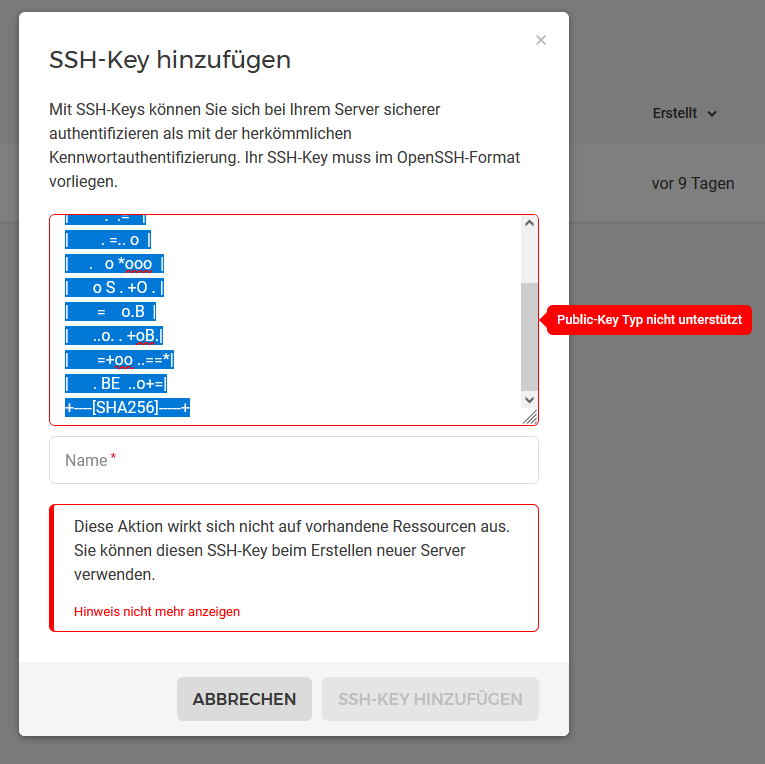 ×
SSH-Key hinzufügen
Mit SSH-Keys können Sie sich bei Ihrem Server sicherer
authentifizieren als mit der herkömmlichen
Kennwortauthentifizierung. Ihr SSH-Key muss im OpenSSH-Format
vorliegen.
Erstellt
vor 9 Tagen
| . .= |
| . =.. o |
| . o *ooo |
| o S . +O . |
| = o.B |
| ..o. . +oB.|
| =+oo ..==*|
| . BE ..o+=|
+----[SHA256]-----+
Public-Key Typ nicht unterstützt
Name *
Diese Aktion wirkt sich nicht auf vorhandene Ressourcen aus.
Sie können diesen SSH-Key beim Erstellen neuer Server
verwenden.
Hinweis nicht mehr anzeigen
ABBRECHEN
SSH-KEY HINZUFÜGEN